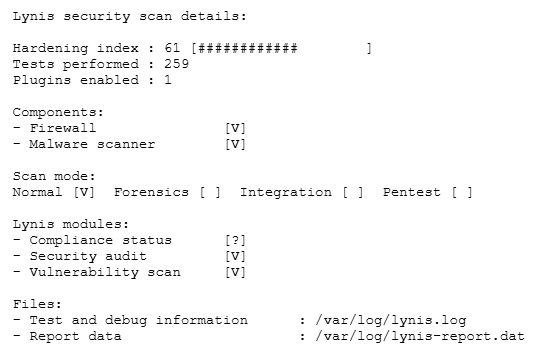 Lynis security scan details:
Hardening index : 61 [############        ]
Tests performed : 259
Plugins enabled : 1
Components:
- Firewall               [V]
- Malware scanner        [V]
Scan mode:
Normal [V]  Forensics [ ]  Integration [ ]  Pentest [ ]
Lynis modules:
- Compliance status      [?]
- Security audit         [V]
- Vulnerability scan     [V]
Files:
- Test and debug information      : /var/log/lynis.log
- Report data                     : /var/log/lynis-report.dat